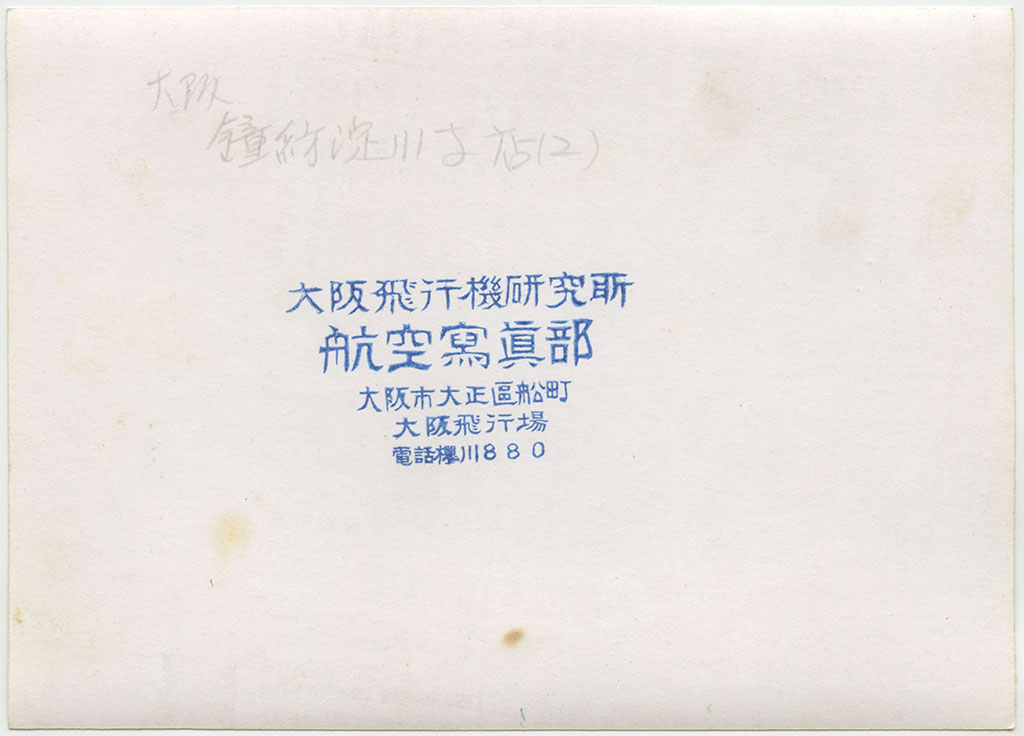 大阪
鐘紡淀川支店(2)
大阪飛行機研究所
航空寫眞部
大阪市大正區船町
大阪飛行場
電話櫻川880